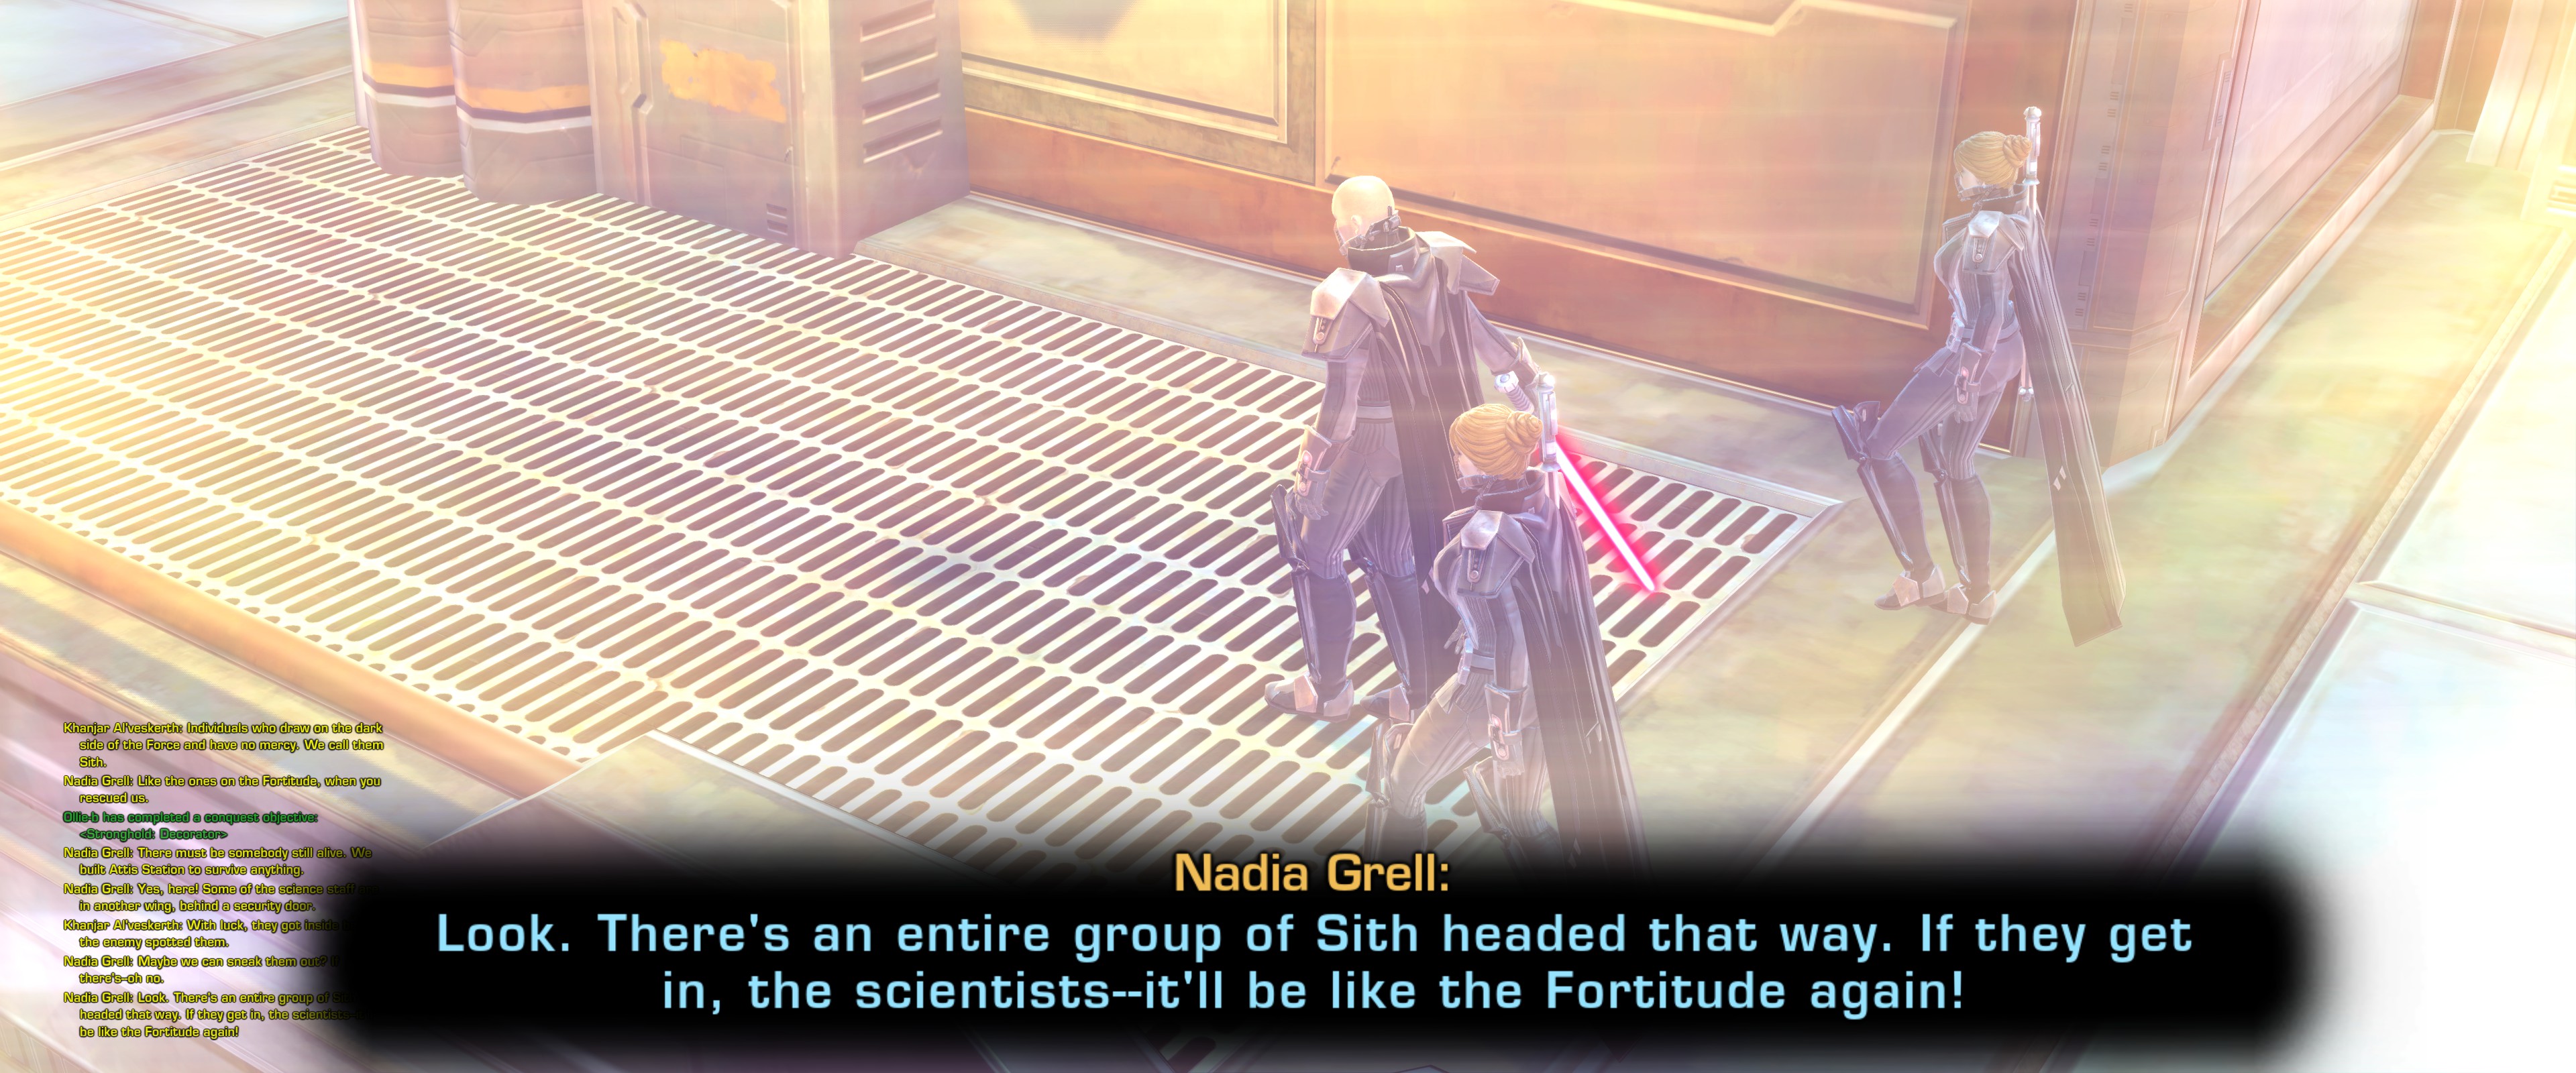 Khanjar Al'veskerth: Individuals who draw on the dark
side of the Force and have no mercy. We call them
Sith.
Nadia Grell: Like the ones on the Fortitude, when you
rescued us.
Ollie-b has completed a conquest objective:
<Stronghold: Decorator>
Nadia Grell: There must be somebody still alive. We
built Attis Station to survive anything.
Nadia Grell: Yes, here! Some of the science staff
in another wing, behind a security door.
Khanjar Al'veskerth: With luck, they got inside
the enemy spotted them.
Nadia Grell: Maybe we can sneak them out?
there's--oh no.
Nadia Grell: Look. There's an entire group of
headed that way. If they get in, the scientists
be like the Fortitude again!
Nadia Grell:
Look. There's an entire group of Sith headed that way. If they get
in, the scientists--it'll be like the Fortitude again!